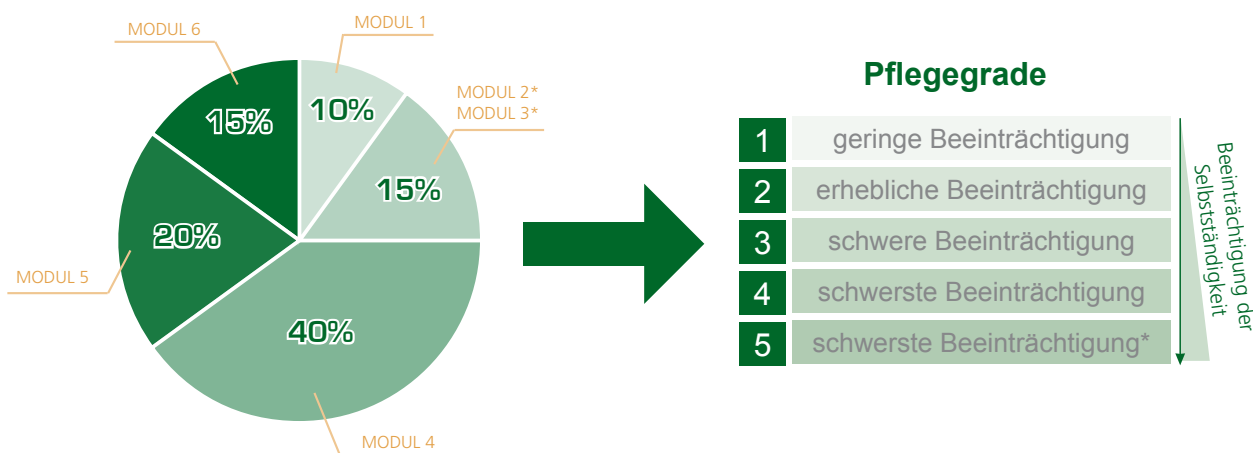 MODUL 6
MODUL 1
MODUL 2*
MODUL 3*
15%
10%
15%
20%
40%
MODUL 5
MODUL 4
Pflegegrade
1 geringe Beeinträchtigung
2 erhebliche Beeinträchtigung
3 schwere Beeinträchtigung
4 schwerste Beeinträchtigung
5 schwerste Beeinträchtigung*
Beeinträchtigung der
Selbstständigkeit